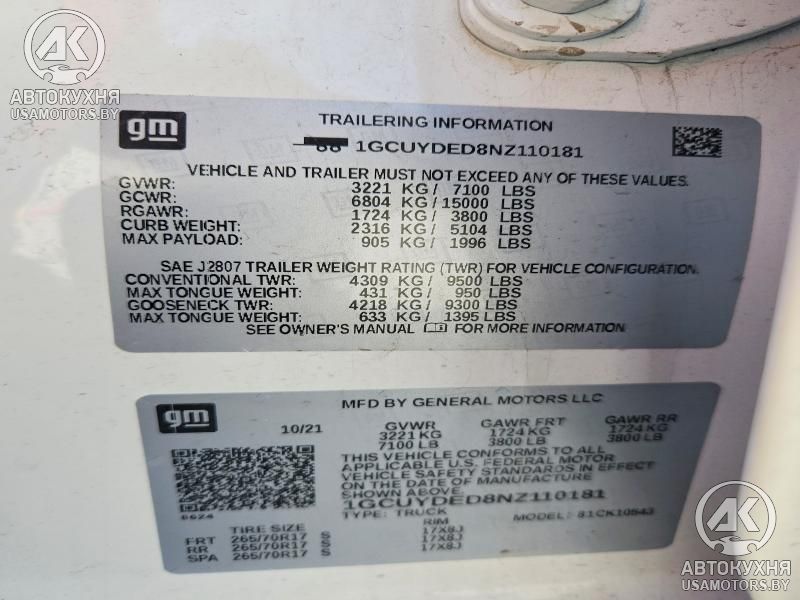 AK
АВТОКУХНЯ
USAMOTORS.BY
gm
TRAILERING INFORMATION
1GCUYDED8NZ110181
VEHICLE AND TRAILER MUST NOT EXCEED ANY OF THESE VALUES.
GVWR: 3221 KG / 7100 LBS
GCWR: 6804 KG / 15000 LBS
RGAWR: 1724 KG / 3800 LBS
CURB WEIGHT: 2316 KG / 5104 LBS
MAX PAYLOAD: 905 KG / 1996 LBS
SAE J2807 TRAILER WEIGHT RATING (TWR) FOR VEHICLE CONFIGURATION.
CONVENTIONAL TWR: 4309 KG / 9500 LBS
MAX TONGUE WEIGHT: 431 KG / 950 LBS
GOOSENECK TWR: 4218 KG / 9300 LBS
MAX TONGUE WEIGHT: 633 KG / 1395 LBS
SEE OWNER'S MANUAL FOR MORE INFORMATION
gm
MFD BY GENERAL MOTORS LLC
10/21 GVWR GAWR FRT GAWR RR
3221 KG 1724 KG 1724 KG
7100 LB 3800 LB 3800 LB
THIS VEHICLE CONFORMS TO ALL
APPLICABLE U.S. FEDERAL MOTOR
VEHICLE SAFETY STANDARDS IN EFFECT
ON THE DATE OF MANUFACTURE
SHOWN ABOVE.
1GCUYDED8NZ110181
6624 TYPE: TRUCK MODEL: 81CK10543
TIRE SIZE RIM
FRT 265/70R17 S 17X8J
RR 265/70R17 S 17X8J
SPA 265/70R17 S 17X8J
AK
АВТОКУХНЯ
USAMOTORS.BY